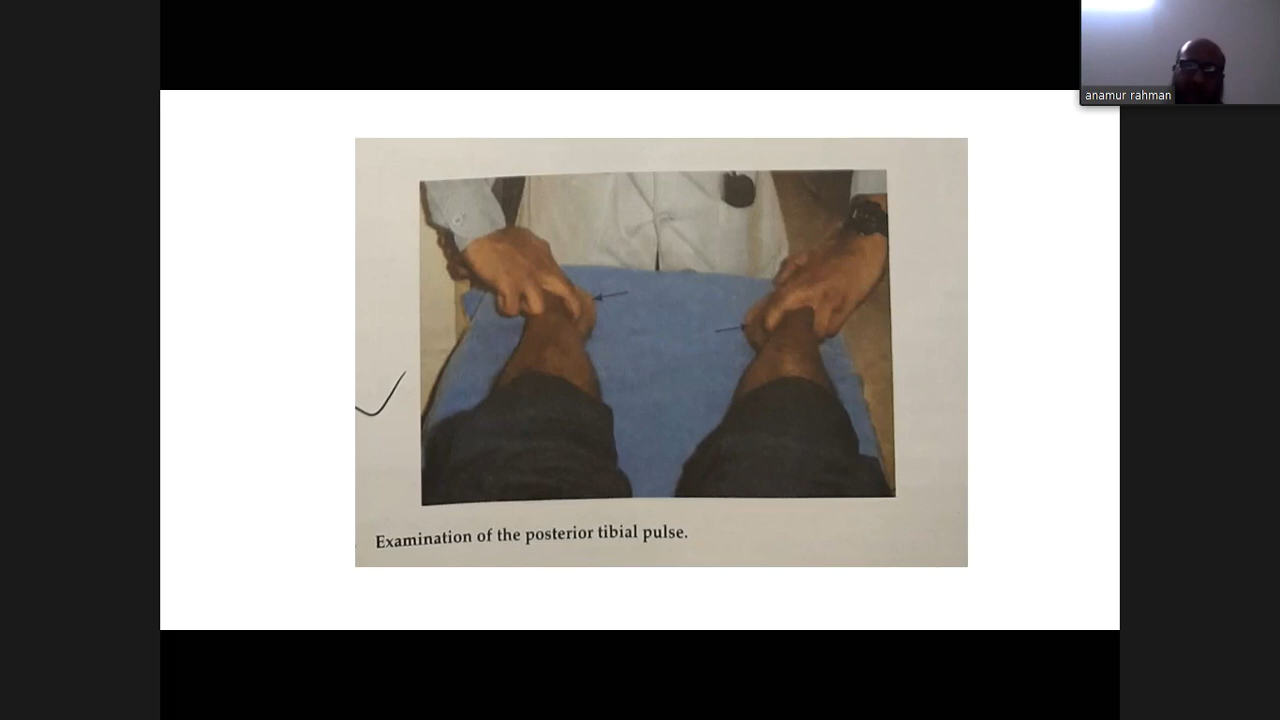 anamur rahman
Examination of the posterior tibial pulse.